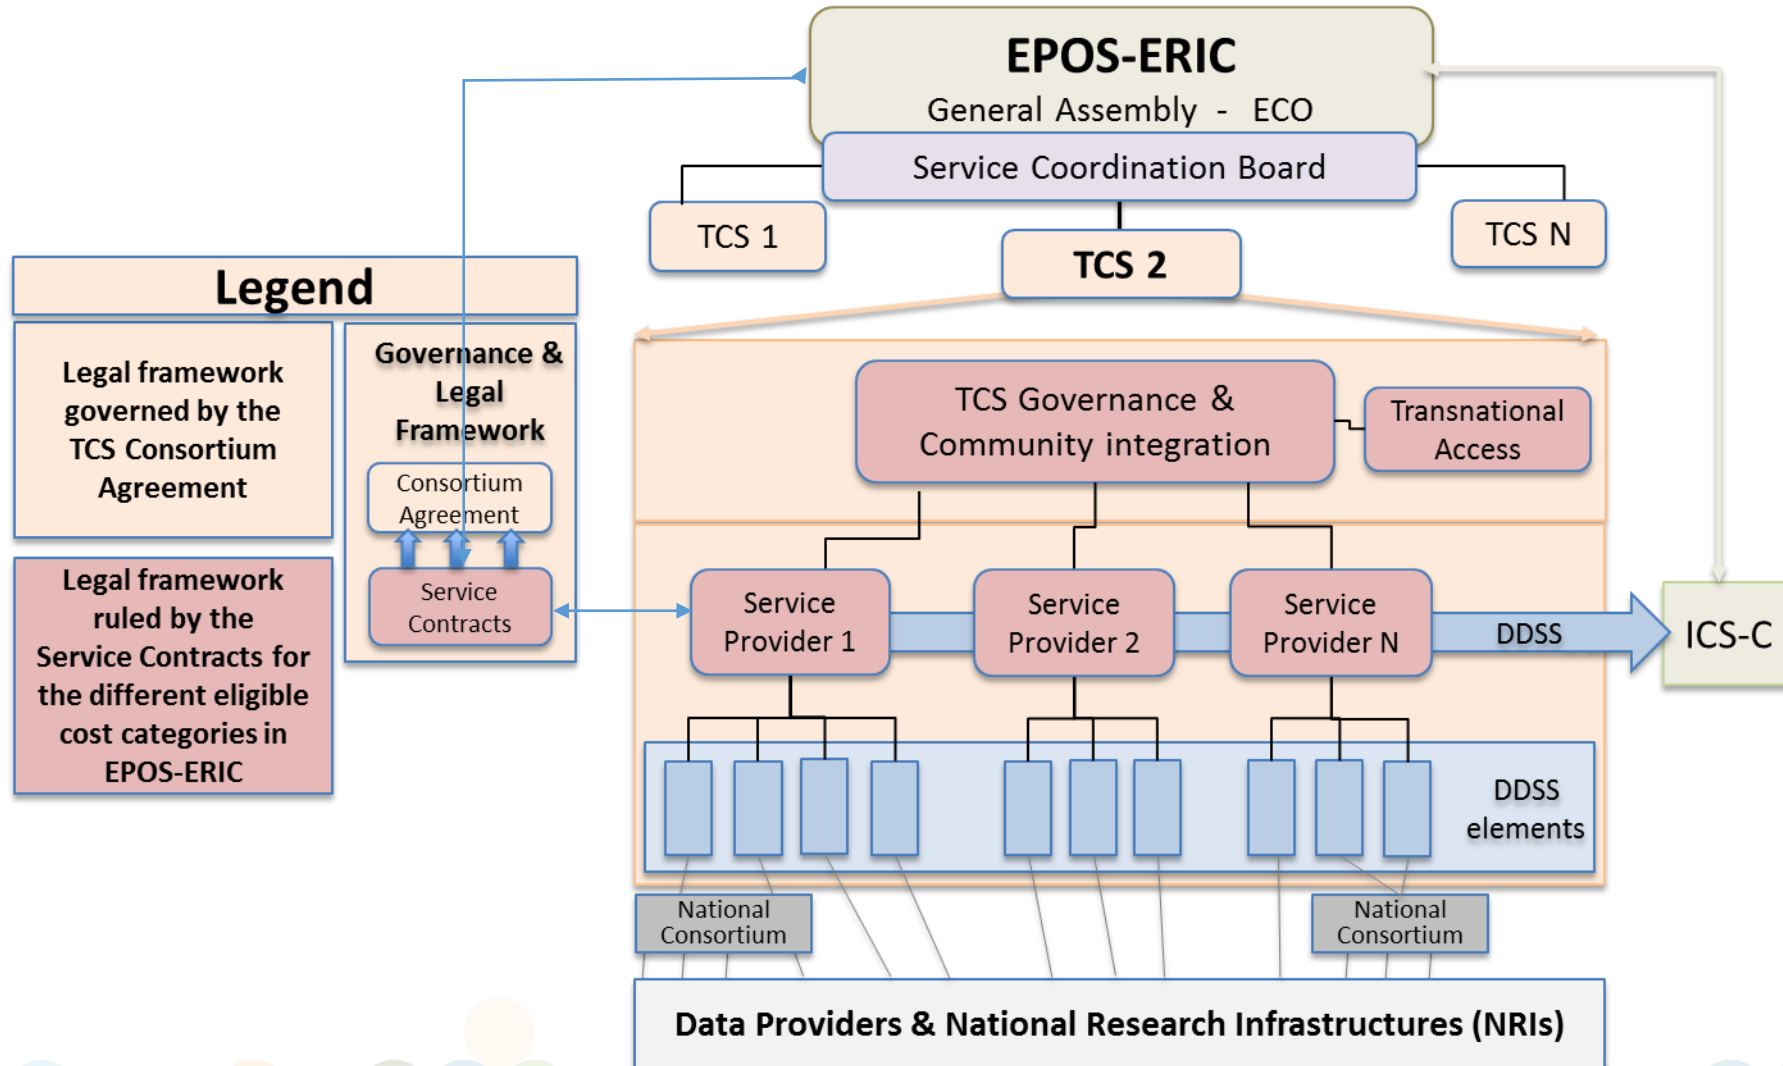 EPOS-ERIC
General Assembly - ECO
Service Coordination Board
TCS 1
TCS 2
TCS N
Legend
Legal framework
governed by the
TCS Consortium
Agreement
Governance &
Legal
Framework
Consortium
Agreement
Service
Contracts
Legal framework
ruled by the
Service Contracts for
the different eligible
cost categories in
EPOS-ERIC
TCS Governance &
Community integration
Transnational
Access
Service
Provider 1
Service
Provider 2
Service
Provider N
DDSS
ICS-C
DDSS
elements
National
Consortium
National
Consortium
Data Providers & National Research Infrastructures (NRIs)